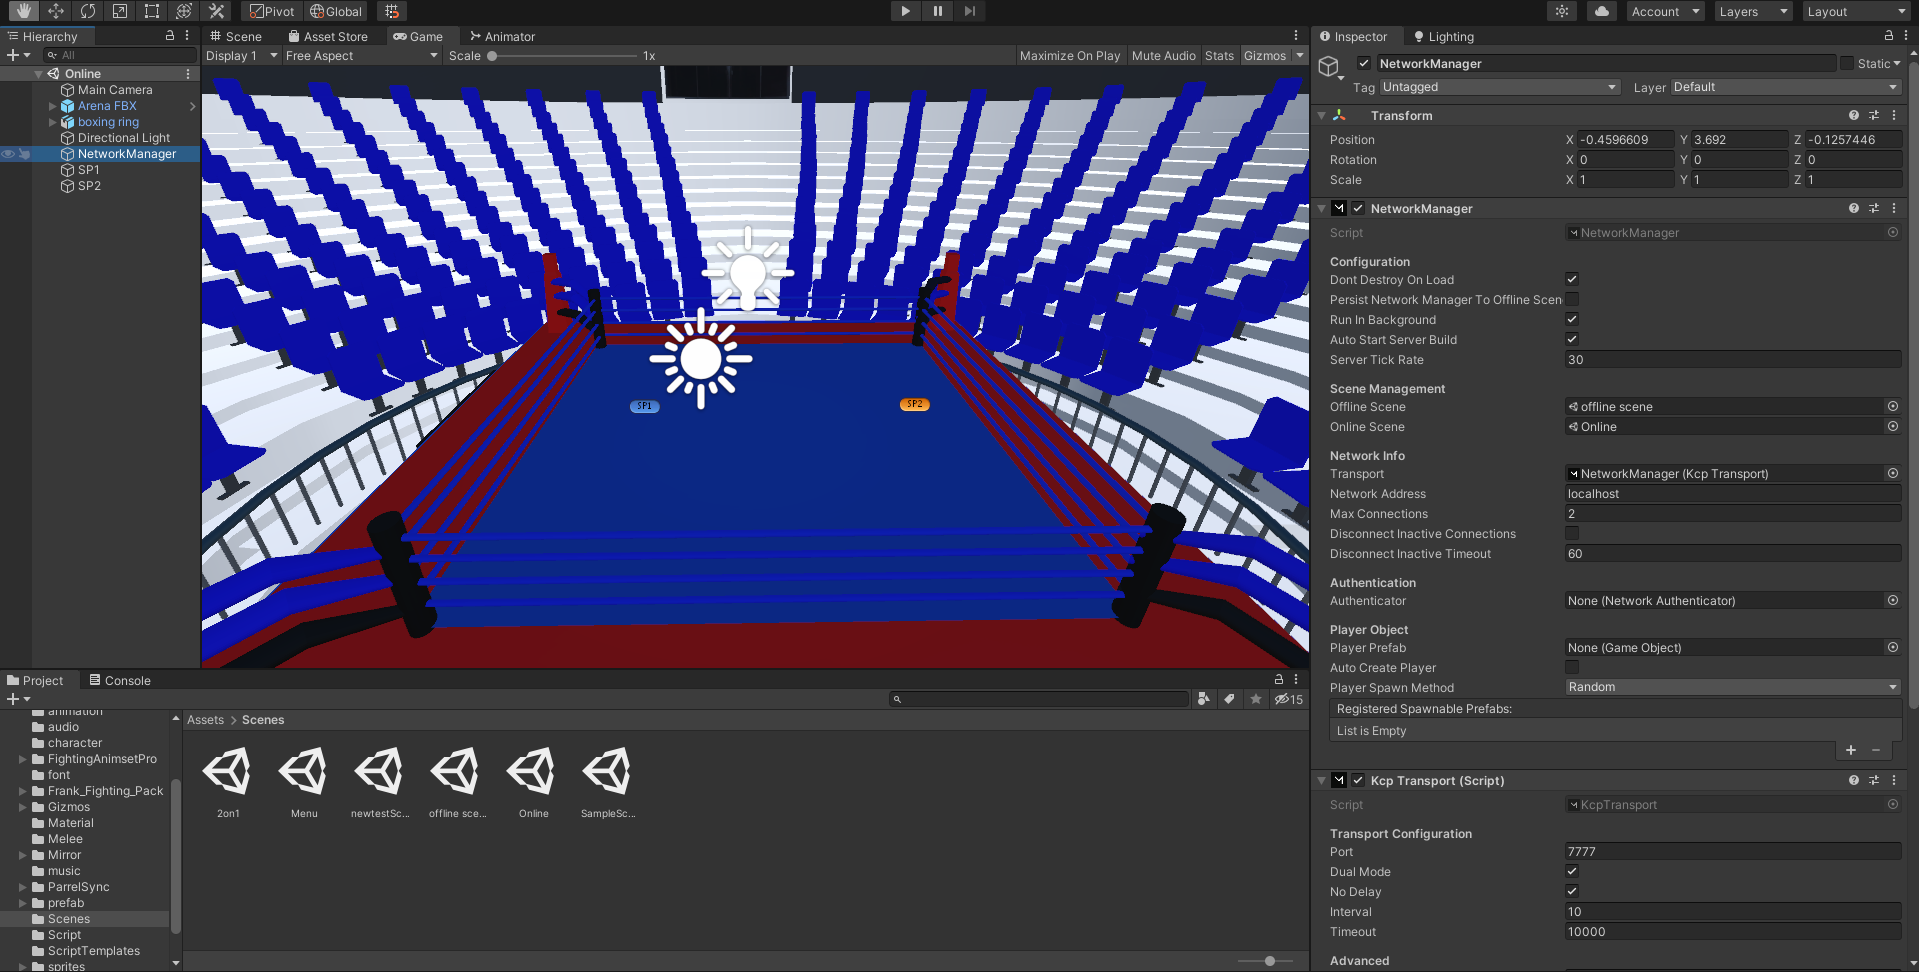 Pivot Global Account Layers Layout
Hierarchy
All
Online
Main Camera
Arena FBX
boxing ring
Directional Light
NetworkManager
SP1
SP2
Scene Asset Store Game Animator
Display 1 Free Aspect Scale 1x Maximize On Play Mute Audio Stats Gizmos
SP1 SP2
Project Console
15
animation
audio
character
FightingAnimsetPro
font
Frank_Fighting_Pack
Gizmos
Material
Melee
Mirror
music
ParrelSync
prefab
Scenes
Script
ScriptTemplates
sprites
Assets > Scenes
2on1 Menu newtestSc... offline sce... Online SampleSc...
Inspector Lighting
NetworkManager Static
Tag Untagged Layer Default
Transform
Position X -0.4596609 Y 3.692 Z -0.1257446
Rotation X 0 Y 0 Z 0
Scale X 1 Y 1 Z 1
NetworkManager
Script NetworkManager
Configuration
Dont Destroy On Load
Persist Network Manager To Offline Scen
Run In Background
Auto Start Server Build
Server Tick Rate 30
Scene Management
Offline Scene offline scene
Online Scene Online
Network Info
Transport NetworkManager (Kcp Transport)
Network Address localhost
Max Connections 2
Disconnect Inactive Connections
Disconnect Inactive Timeout 60
Authentication
Authenticator None (Network Authenticator)
Player Object
Player Prefab None (Game Object)
Auto Create Player
Player Spawn Method Random
Registered Spawnable Prefabs:
List is Empty
+ −
Kcp Transport (Script)
Script KcpTransport
Transport Configuration
Port 7777
Dual Mode
No Delay
Interval 10
Timeout 10000
Advanced